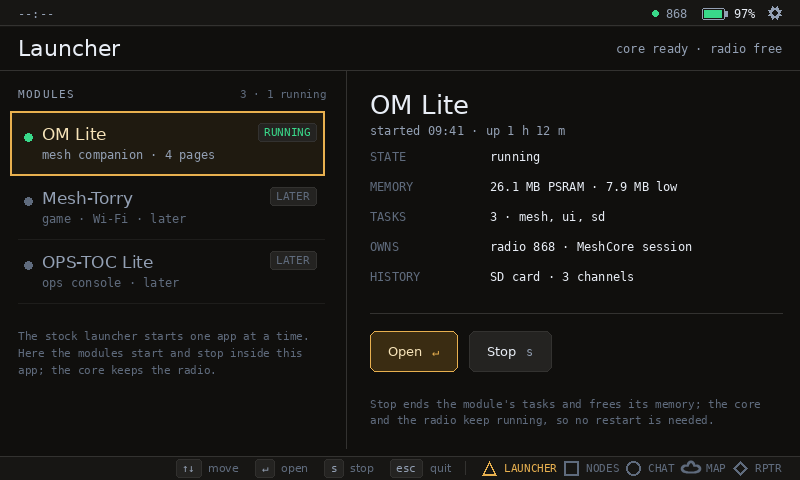 --:--
868 97%
Launcher
core ready · radio free
MODULES
3 · 1 running
OM Lite
RUNNING
mesh companion · 4 pages
Mesh-Torry
LATER
game · Wi-Fi · later
OPS-TOC Lite
LATER
ops console · later
The stock launcher starts one app at a time.
Here the modules start and stop inside this
app; the core keeps the radio.
OM Lite
started 09:41 · up 1 h 12 m
STATE running
MEMORY 26.1 MB PSRAM · 7.9 MB low
TASKS 3 · mesh, ui, sd
OWNS radio 868 · MeshCore session
HISTORY SD card · 3 channels
Open ↵ Stop s
Stop ends the module's tasks and frees its memory; the core
and the radio keep running, so no restart is needed.
↑↓ move ↵ open s stop esc quit LAUNCHER NODES CHAT MAP RPTR